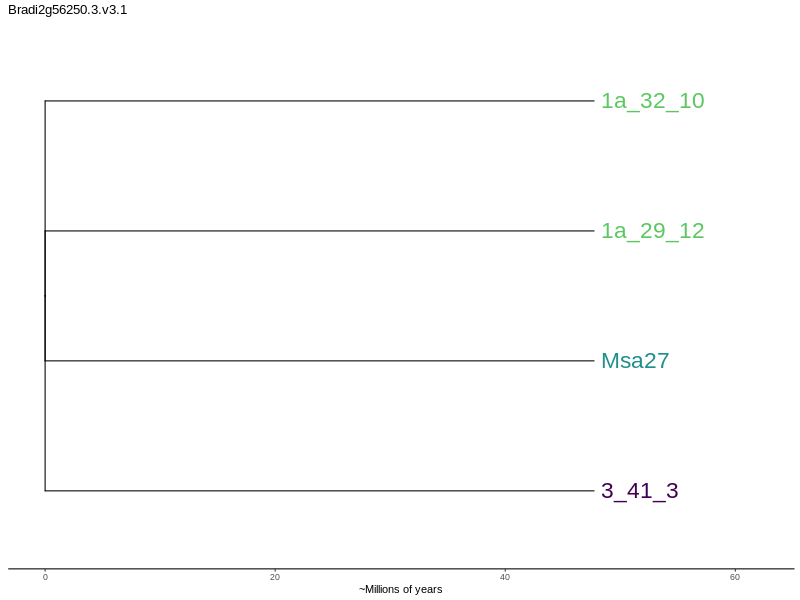 Bradi2g56250.3.v3.1
1a_32_10
1a_29_12
Msa27
3_41_3
0 20 40 60
~Millions of years